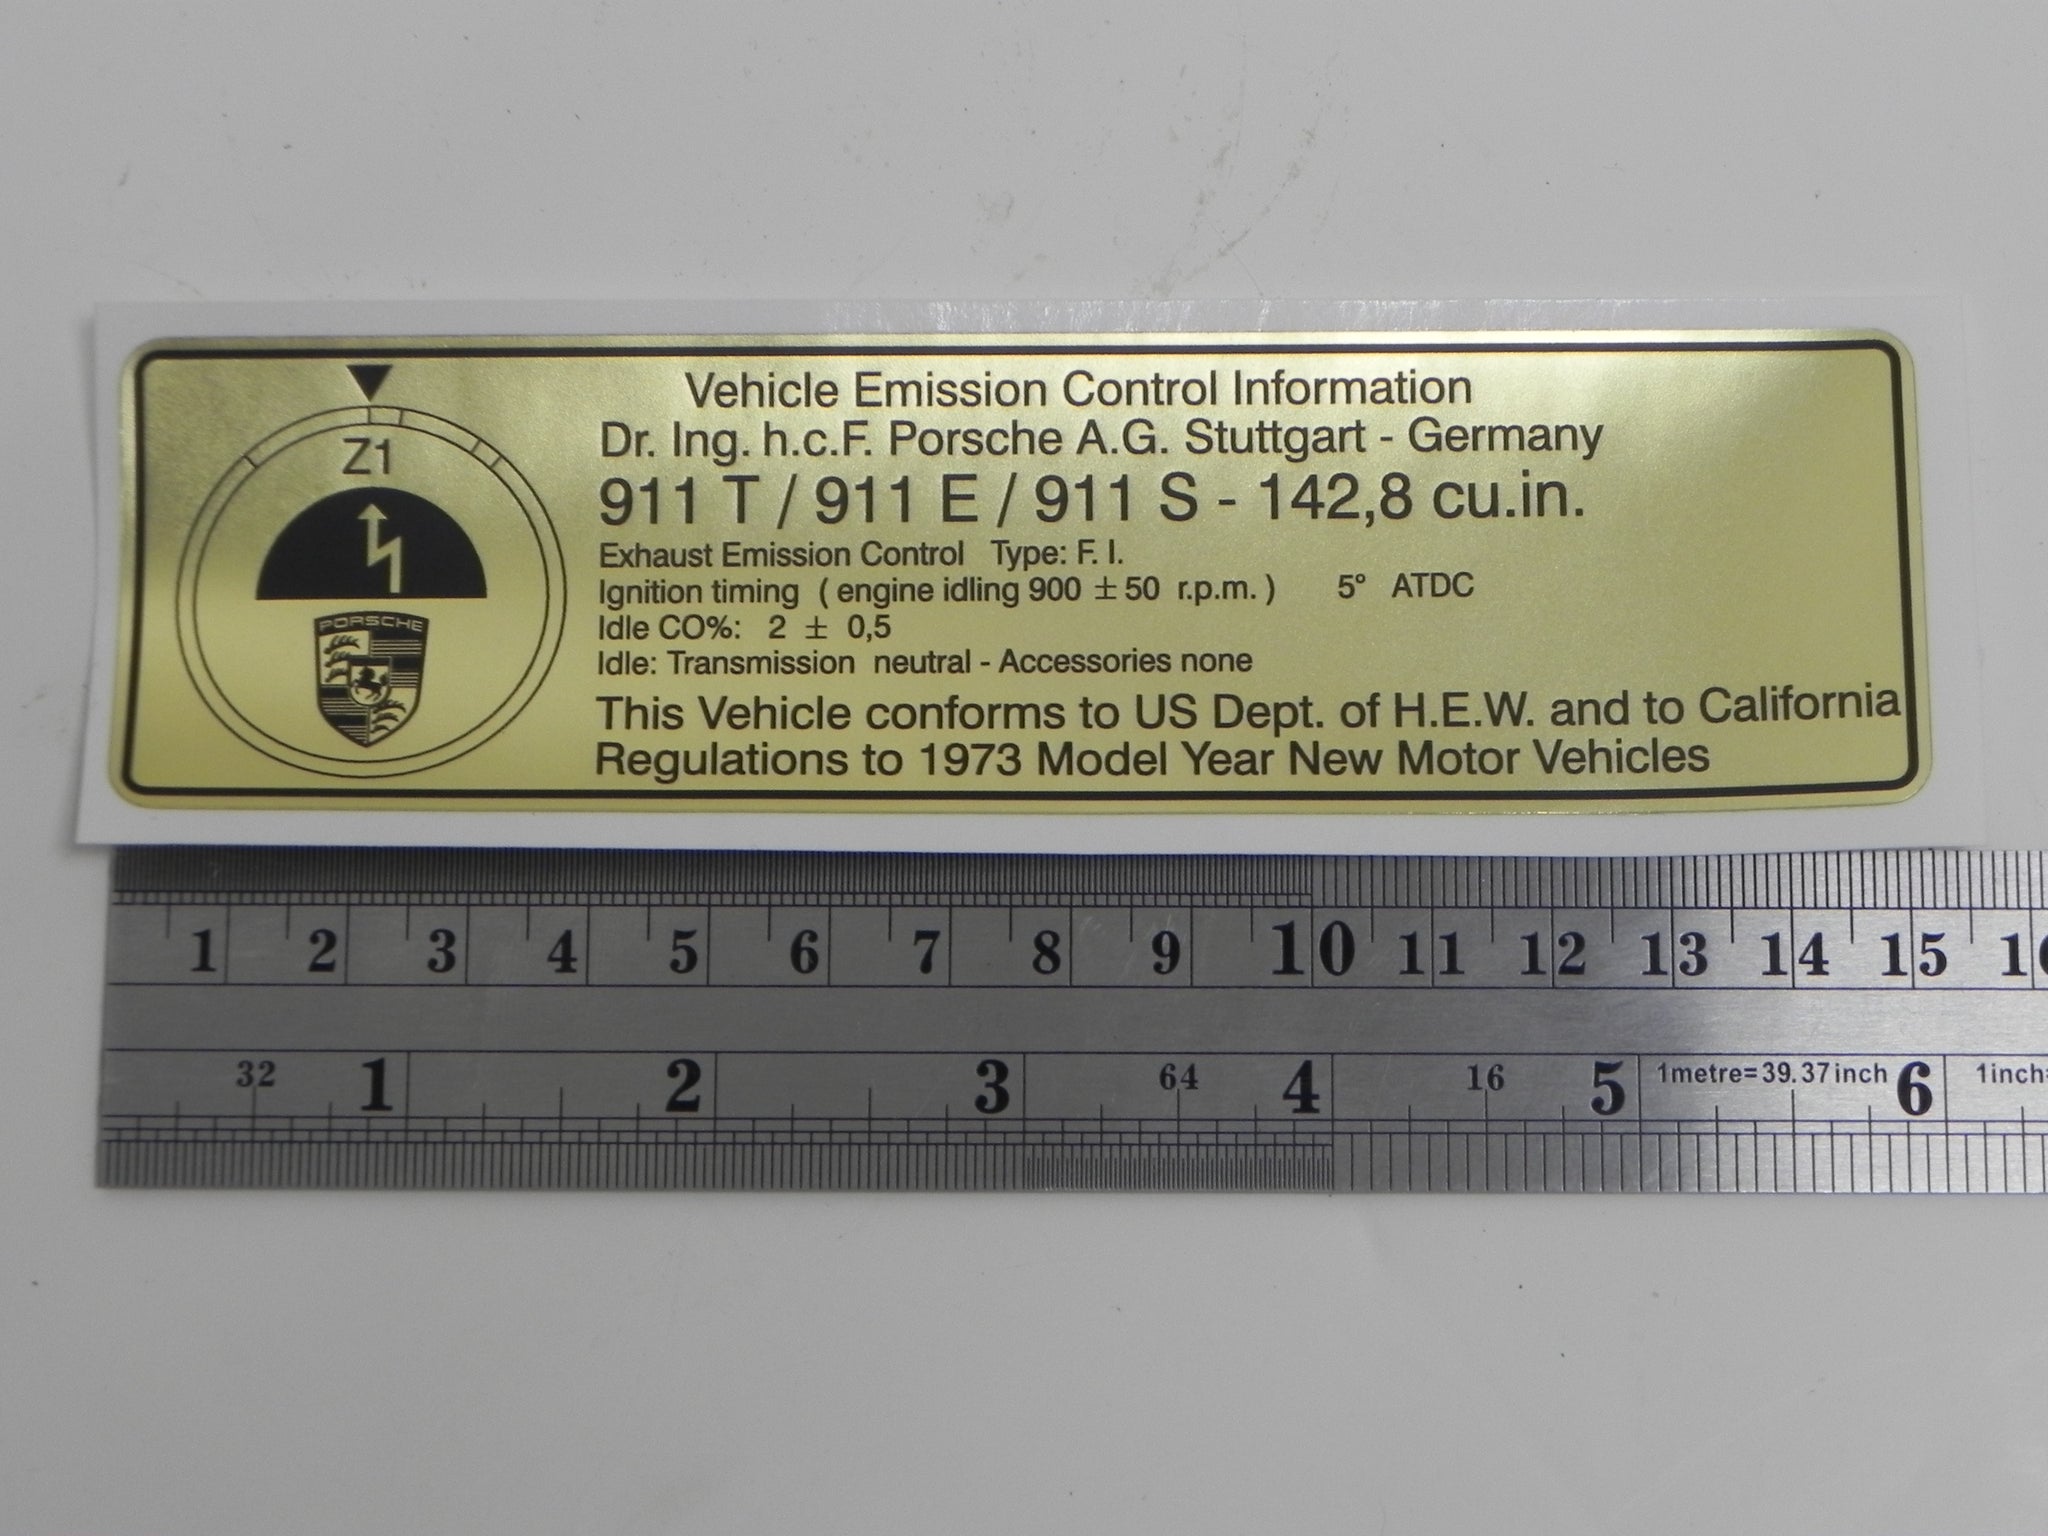 Vehicle Emission Control Information
Dr. Ing. h.c.F. Porsche A.G. Stuttgart - Germany
911 T / 911 E / 911 S - 142,8 cu.in.
Exhaust Emission Control Type: F. I.
Ignition timing ( engine idling 900 ± 50 r.p.m. ) 5° ATDC
Idle CO%: 2 ± 0,5
Idle: Transmission neutral - Accessories none
This Vehicle conforms to US Dept. of H.E.W. and to California
Regulations to 1973 Model Year New Motor Vehicles
Z1
PORSCHE
1 2 3 4 5 6 7 8 9 10 11 12 13 14 15
32 1 2 3 64 4 16 5 1metre=39.37inch 6 1inch